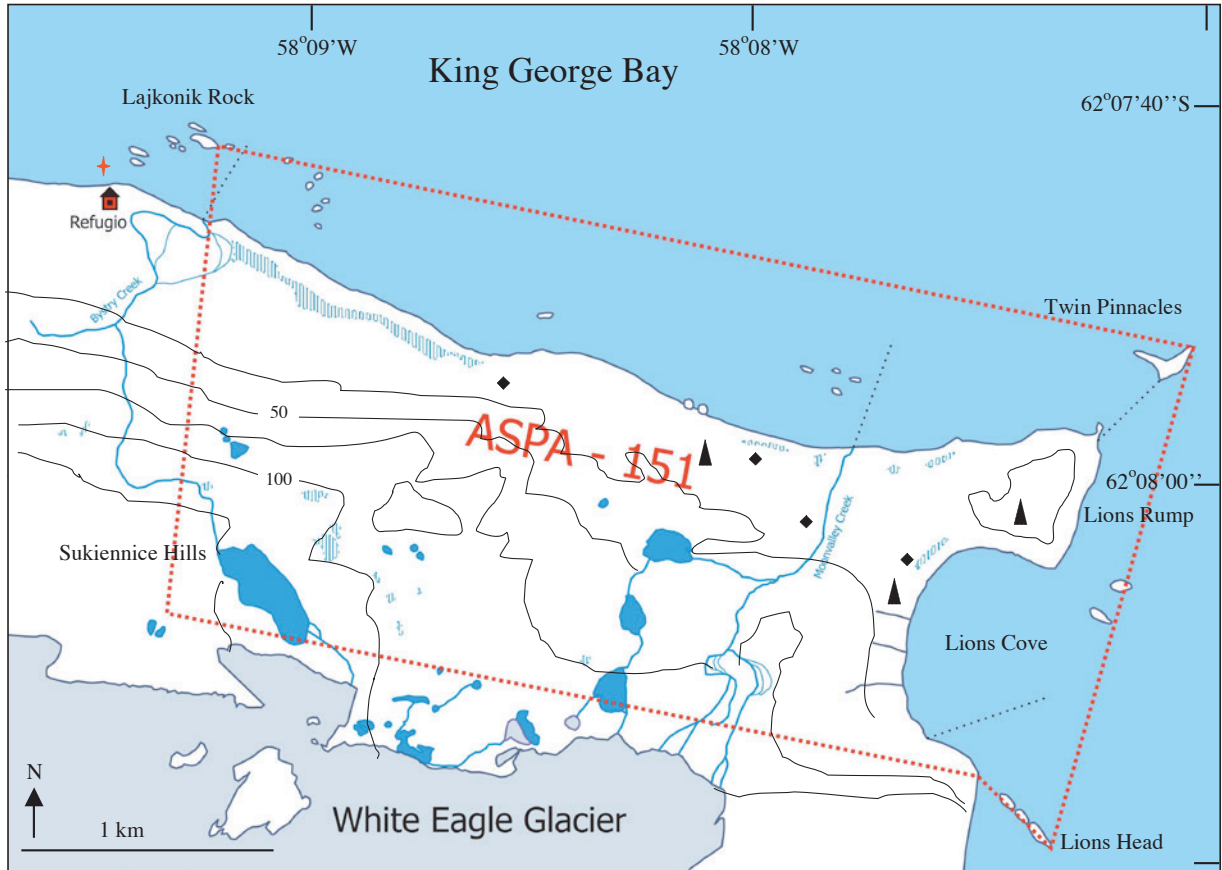 58°09'W
58°08'W
King George Bay
Lajkonik Rock
62°07'40''S
Refugio
Bystry Creek
Twin Pinnacles
50
ASPA - 151
100
62°08'00''
Lions Rump
Moonvalley Creek
Sukiennice Hills
Lions Cove
N
1 km
White Eagle Glacier
Lions Head